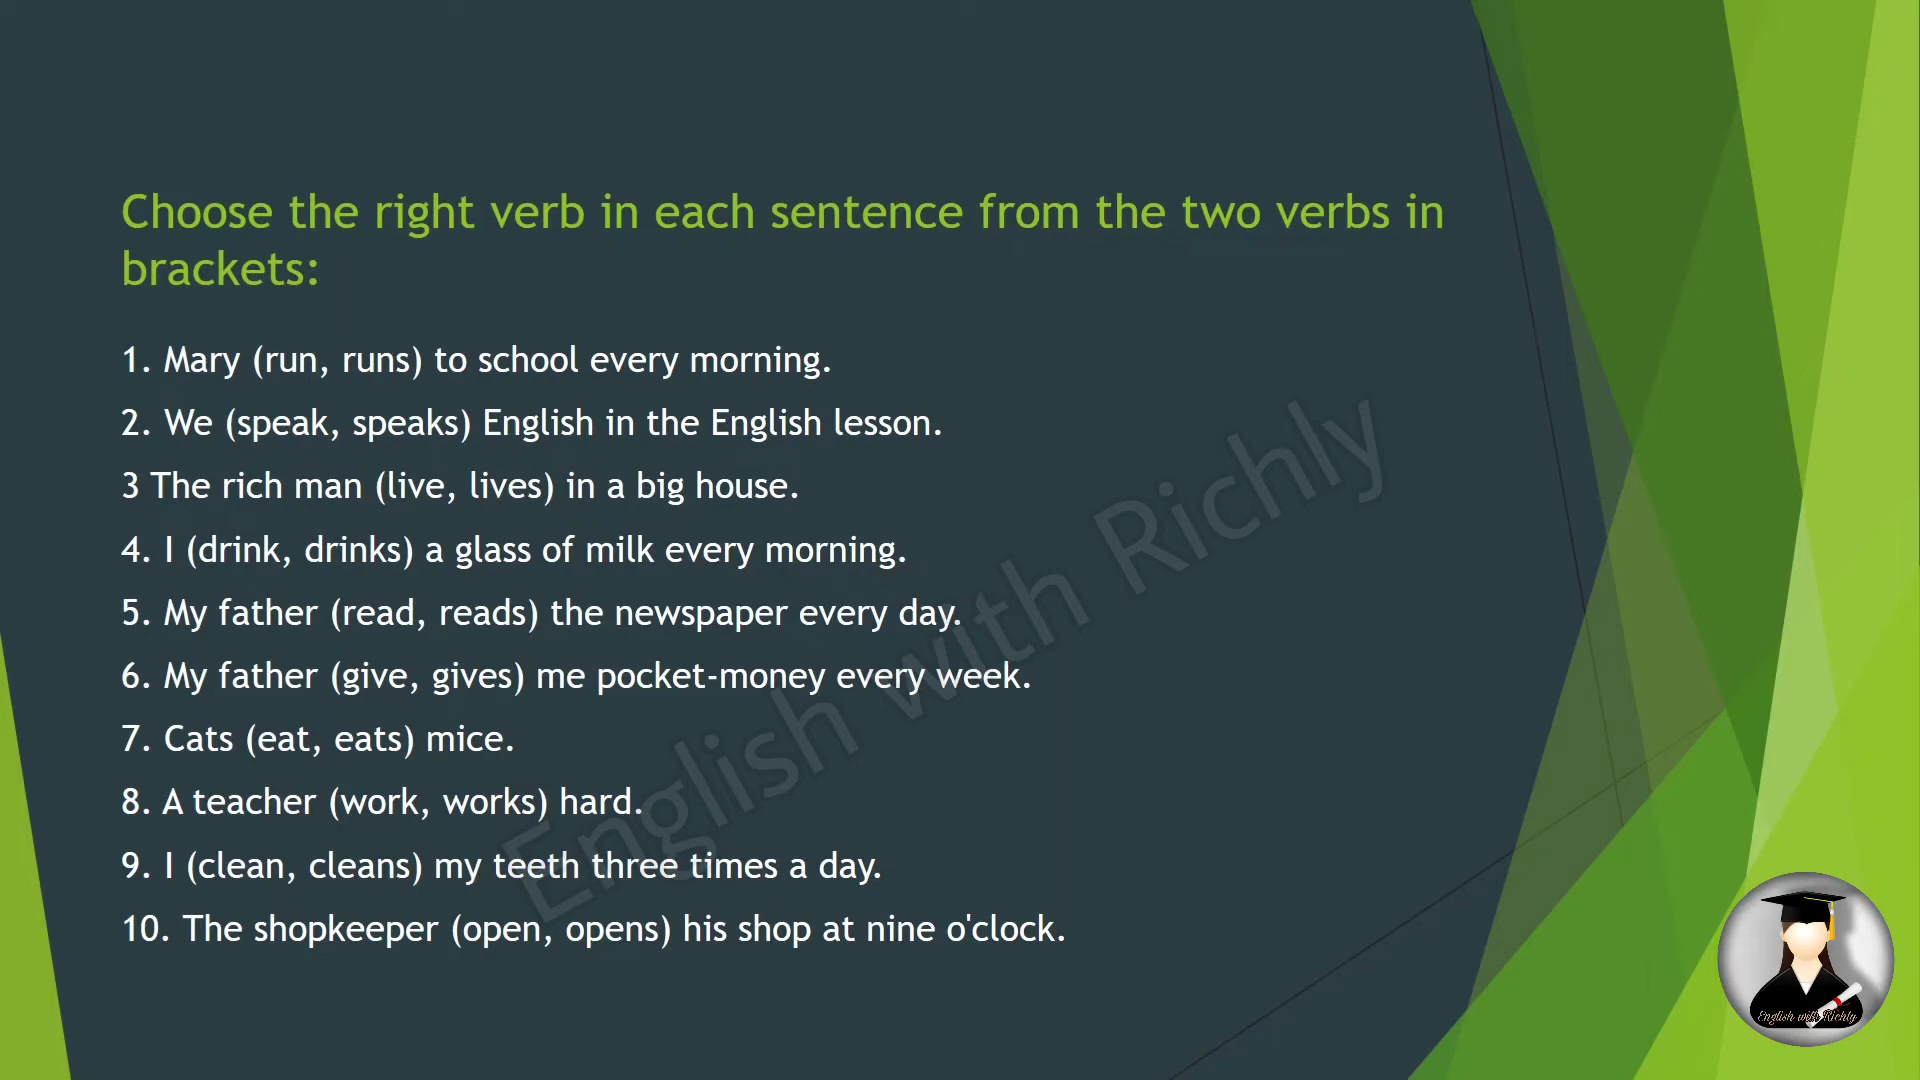 Choose the right verb in each sentence from the two verbs in
brackets:
1. Mary (run, runs) to school every morning.
2. We (speak, speaks) English in the English lesson.
3 The rich man (live, lives) in a big house.
4. I (drink, drinks) a glass of milk every morning.
5. My father (read, reads) the newspaper every day.
6. My father (give, gives) me pocket-money every week.
7. Cats (eat, eats) mice.
8. A teacher (work, works) hard.
9. I (clean, cleans) my teeth three times a day.
10. The shopkeeper (open, opens) his shop at nine o'clock.
English with Richly
English with Richly